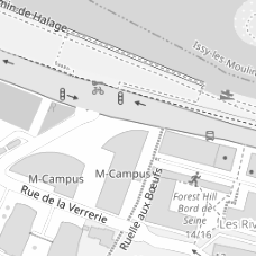 min de Halage
Issy-les-Mouline
M-Campus
M-Campus
Rue de la Verrerie
Ruelle aux Bœufs
Forest Hill
Bord de
Seine
14/16
Les Riv